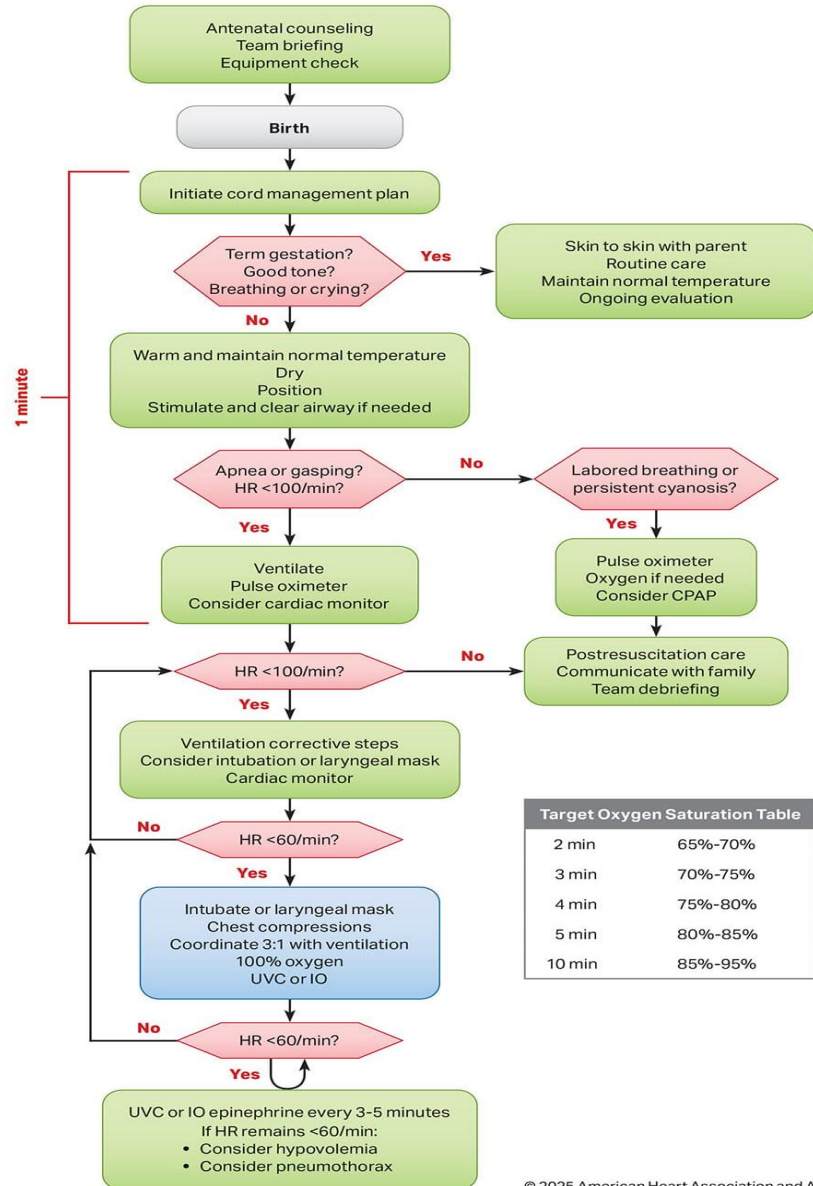 Antenatal counseling
Team briefing
Equipment check
Birth
1 minute
Initiate cord management plan
Term gestation?
Good tone?
Breathing or crying?
Yes
Skin to skin with parent
Routine care
Maintain normal temperature
Ongoing evaluation
No
Warm and maintain normal temperature
Dry
Position
Stimulate and clear airway if needed
Apnea or gasping?
HR <100/min?
No
Labored breathing or
persistent cyanosis?
Yes
Yes
Ventilate
Pulse oximeter
Consider cardiac monitor
Pulse oximeter
Oxygen if needed
Consider CPAP
HR <100/min?
No
Postresuscitation care
Communicate with family
Team debriefing
Yes
Ventilation corrective steps
Consider intubation or laryngeal mask
Cardiac monitor
No
HR <60/min?
Yes
Intubate or laryngeal mask
Chest compressions
Coordinate 3:1 with ventilation
100% oxygen
UVC or IO
No
HR <60/min?
Yes
UVC or IO epinephrine every 3-5 minutes
If HR remains <60/min:
• Consider hypovolemia
• Consider pneumothorax
Target Oxygen Saturation Table
2 min 65%-70%
3 min 70%-75%
4 min 75%-80%
5 min 80%-85%
10 min 85%-95%
© 2025 American Heart Association and A